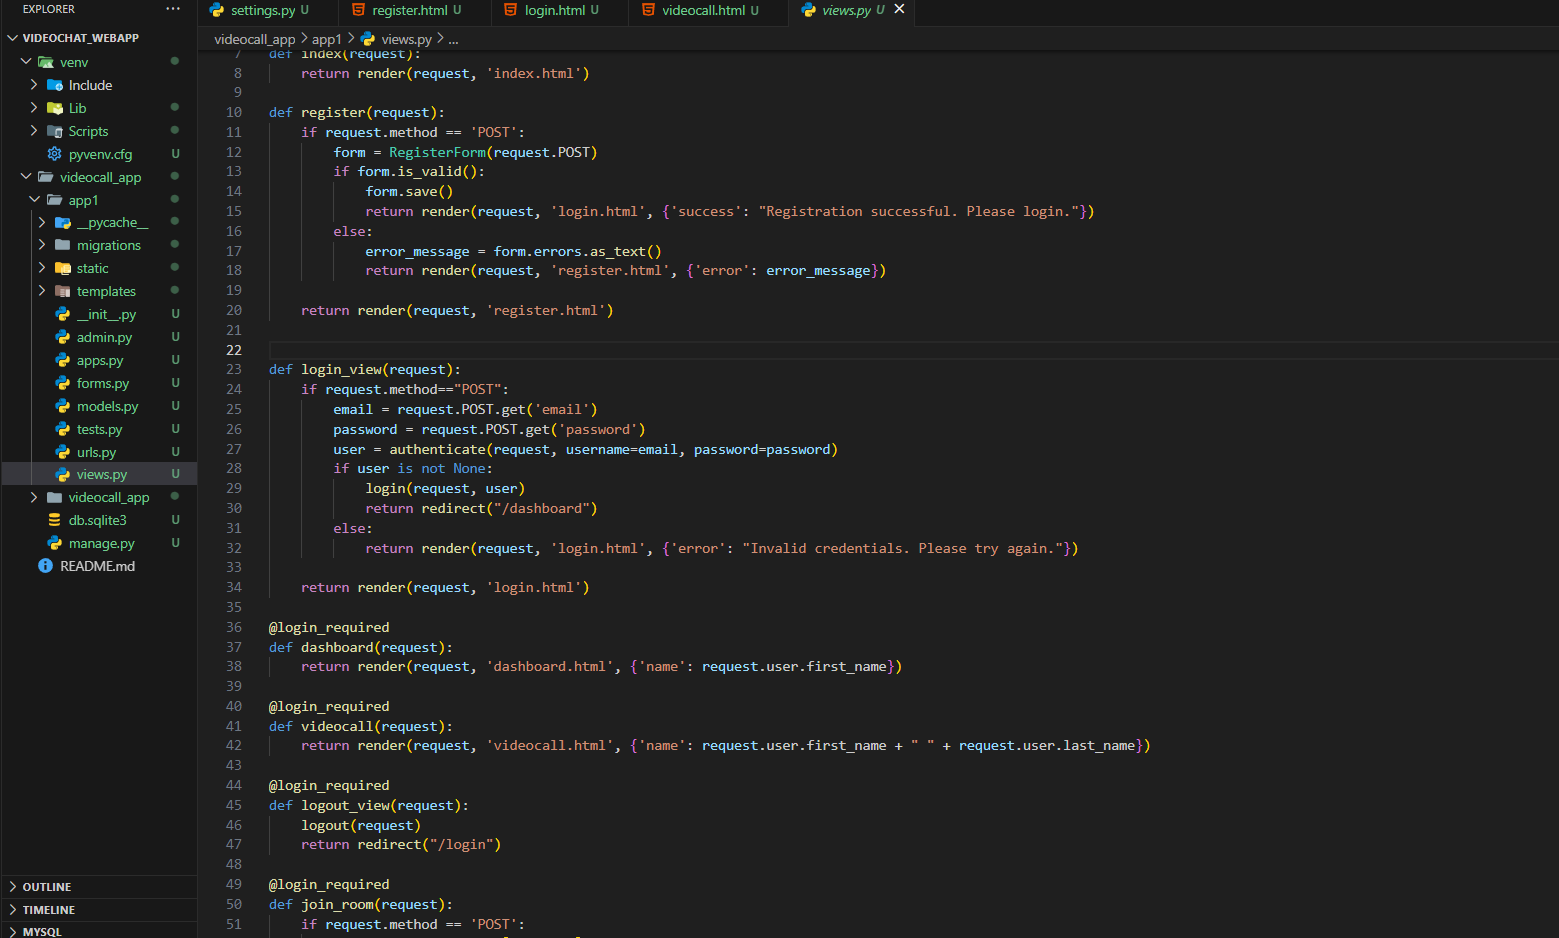 EXPLORER ...
settings.py U register.html U login.html U videocall.html U views.py U
VIDEOCHAT_WEBAPP
videocall_app > app1 > views.py > ...
venv
Include
Lib
Scripts
pyvenv.cfg U
videocall_app
app1
__pycache__
migrations
static
templates
__init__.py U
admin.py U
apps.py U
forms.py U
models.py U
tests.py U
urls.py U
views.py U
videocall_app
db.sqlite3 U
manage.py U
README.md
OUTLINE
TIMELINE
MYSQL
7 def index(request):
8     return render(request, 'index.html')
9
10 def register(request):
11     if request.method == 'POST':
12         form = RegisterForm(request.POST)
13         if form.is_valid():
14             form.save()
15             return render(request, 'login.html', {'success': "Registration successful. Please login."})
16         else:
17             error_message = form.errors.as_text()
18             return render(request, 'register.html', {'error': error_message})
19
20     return render(request, 'register.html')
21
22
23 def login_view(request):
24     if request.method=="POST":
25         email = request.POST.get('email')
26         password = request.POST.get('password')
27         user = authenticate(request, username=email, password=password)
28         if user is not None:
29             login(request, user)
30             return redirect("/dashboard")
31         else:
32             return render(request, 'login.html', {'error': "Invalid credentials. Please try again."})
33
34     return render(request, 'login.html')
35
36 @login_required
37 def dashboard(request):
38     return render(request, 'dashboard.html', {'name': request.user.first_name})
39
40 @login_required
41 def videocall(request):
42     return render(request, 'videocall.html', {'name': request.user.first_name + " " + request.user.last_name})
43
44 @login_required
45 def logout_view(request):
46     logout(request)
47     return redirect("/login")
48
49 @login_required
50 def join_room(request):
51     if request.method == 'POST':